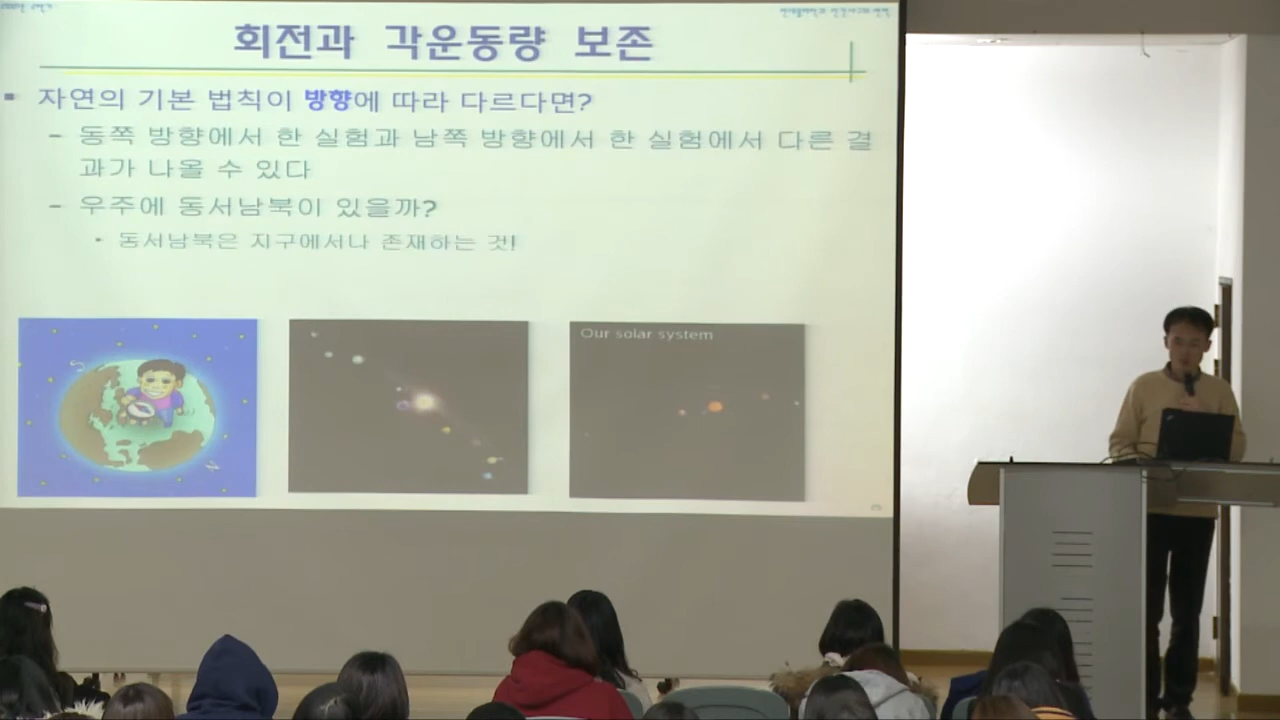 회전과 각운동량 보존
자연의 기본 법칙이 방향에 따라 다르다면?
- 동쪽 방향에서 한 실험과 남쪽 방향에서 한 실험에서 다른 결
과가 나올 수 있다
- 우주에 동서남북이 있을까?
• 동서남북은 지구에서나 존재하는 것!
Our solar system